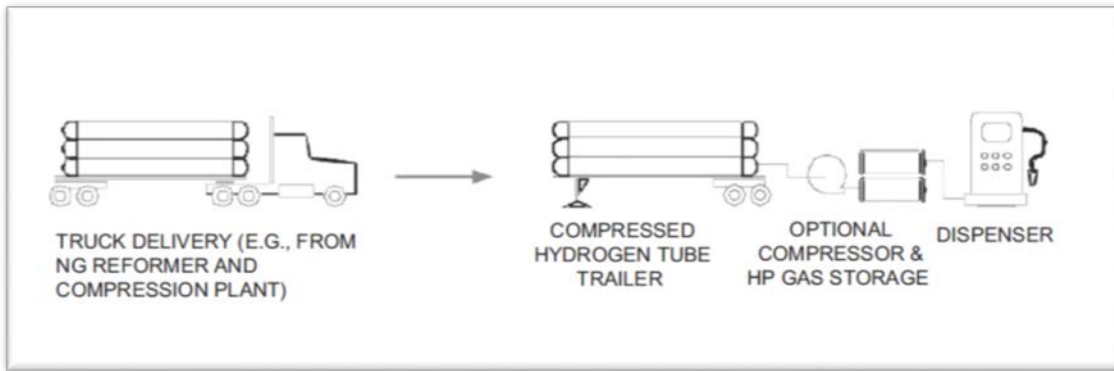 TRUCK DELIVERY (E.G., FROM
NG REFORMER AND
COMPRESSION PLANT)
COMPRESSED
HYDROGEN TUBE
TRAILER
OPTIONAL
COMPRESSOR &
HP GAS STORAGE
DISPENSER